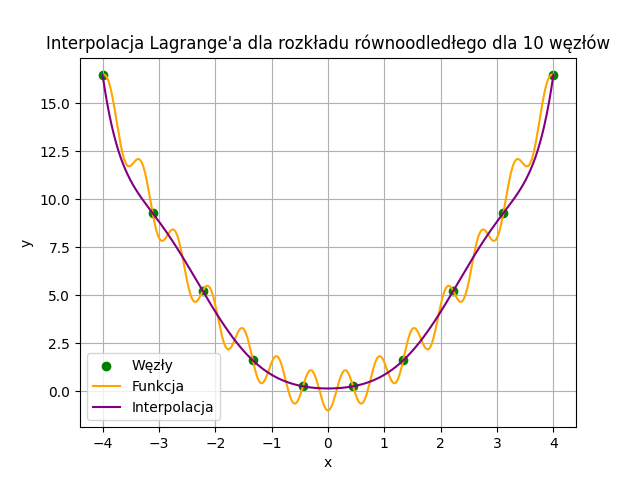 Interpolacja Lagrange'a dla rozkładu równoodledłego dla 10 węzłów
15.0
12.5
10.0
7.5
5.0
2.5
0.0
y
Węzły
Funkcja
Interpolacja
−4 −3 −2 −1 0 1 2 3 4
x